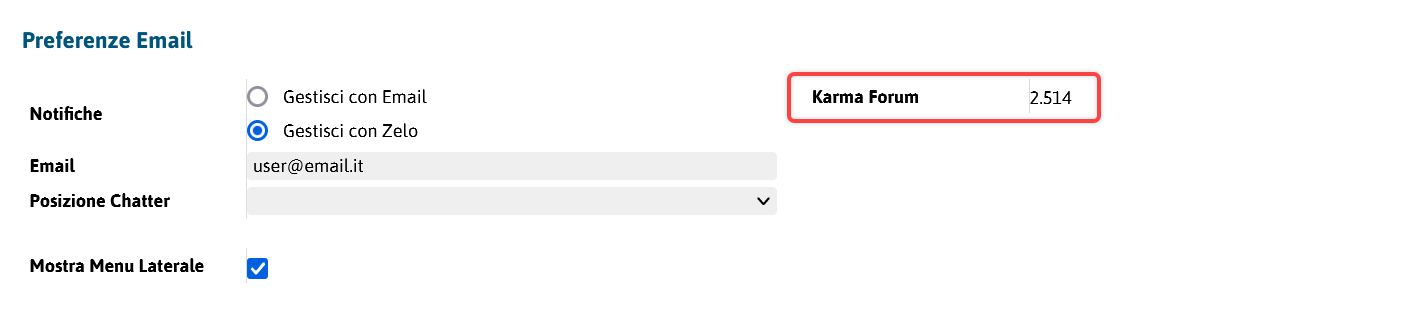 Preferenze Email
Notifiche
Gestisci con Email
Gestisci con Zelo
Karma Forum 2.514
Email user@email.it
Posizione Chatter
Mostra Menu Laterale